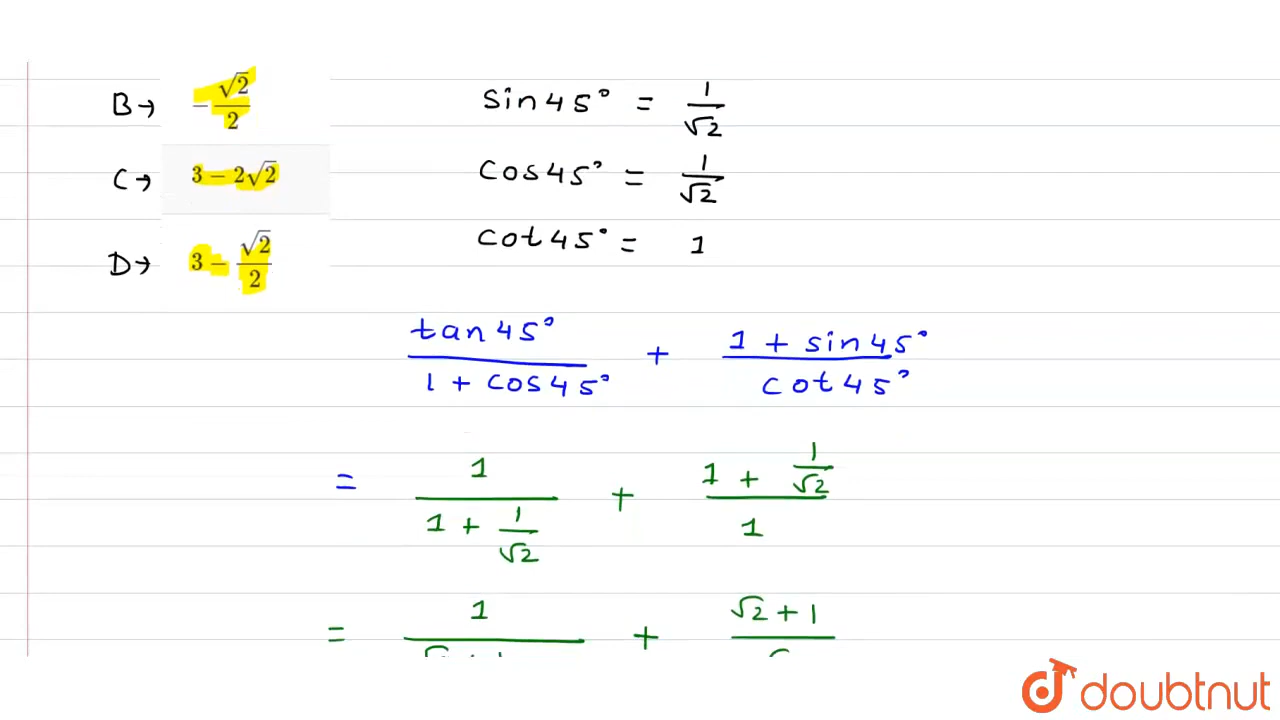 B→ -√2/2
C→ 3-2√2
D→ 3-√2/2
sin45° = 1/√2
cos45° = 1/√2
cot45° = 1
tan45°/1+cos45° + 1+sin45°/cot45°
= 1/1+1/√2 + 1+1/√2/1
= 1/ + √2+1/
doubtnut